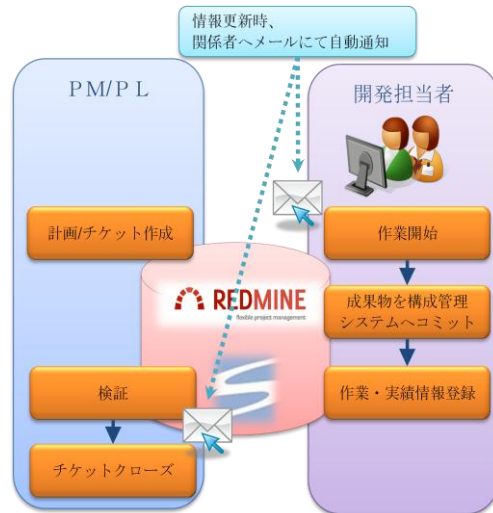 情報更新時、
関係者へメールにて自動通知
PM/PL
開発担当者
計画/チケット作成
作業開始
REDMINE
flexible project management
成果物を構成管理
システムへコミット
検証
作業・実績情報登録
チケットクローズ